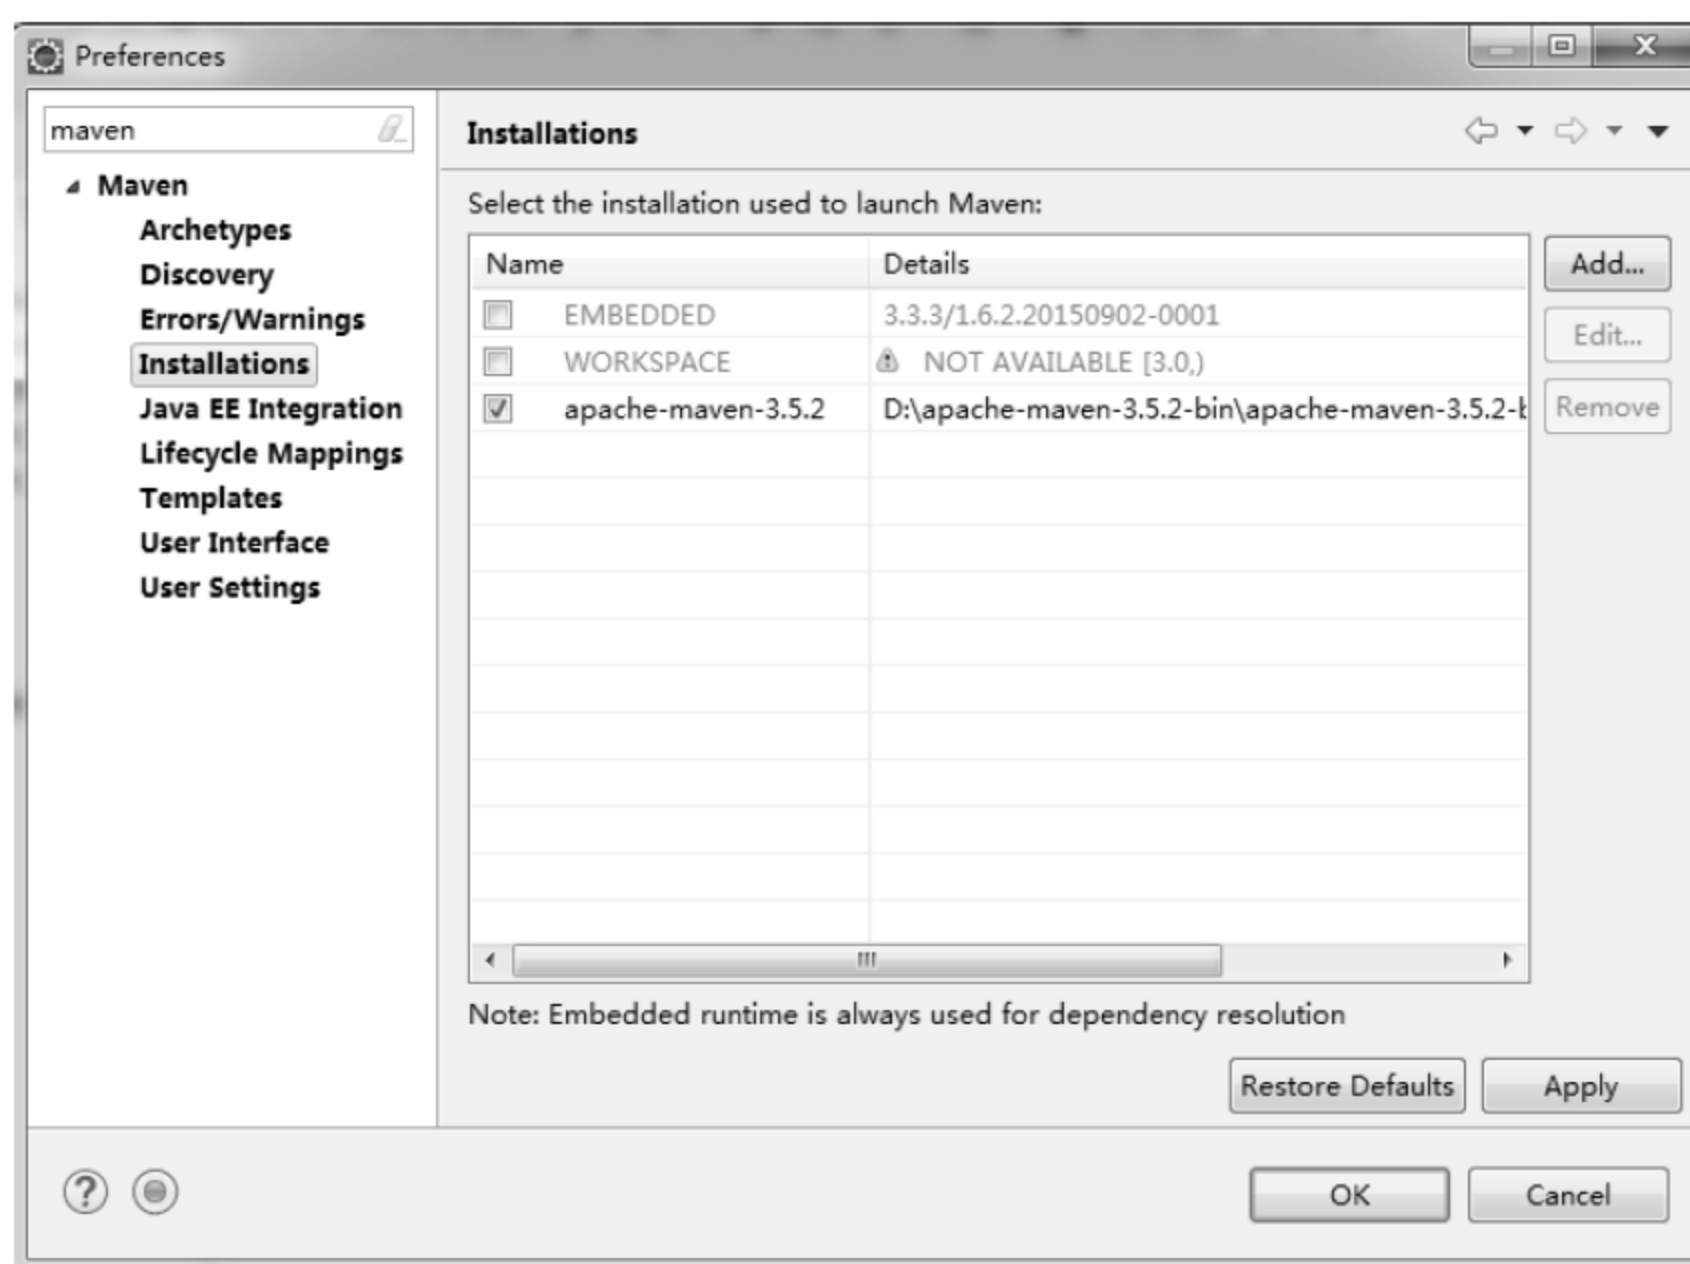 Preferences
maven
Maven
Archetypes
Discovery
Errors/Warnings
Installations
Java EE Integration
Lifecycle Mappings
Templates
User Interface
User Settings
Installations
Select the installation used to launch Maven:
Name Details
EMBEDDED 3.3.3/1.6.2.20150902-0001
WORKSPACE NOT AVAILABLE [3.0,)
apache-maven-3.5.2 D:\apache-maven-3.5.2-bin\apache-maven-3.5.2-b
Add...
Edit...
Remove
Note: Embedded runtime is always used for dependency resolution
Restore Defaults Apply
OK Cancel